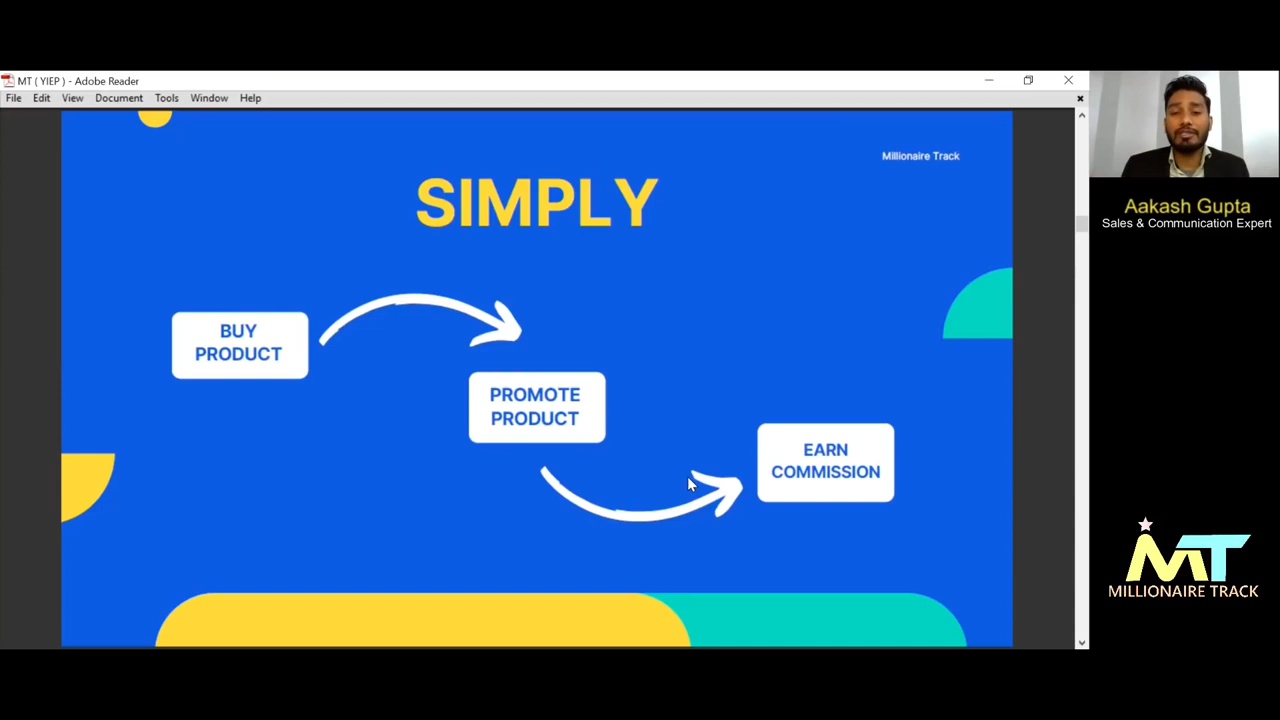 MT ( YIEP ) - Adobe Reader
File Edit View Document Tools Window Help
Millionaire Track
SIMPLY
BUY
PRODUCT
PROMOTE
PRODUCT
EARN
COMMISSION
Aakash Gupta
Sales & Communication Expert
MT
MILLIONAIRE TRACK